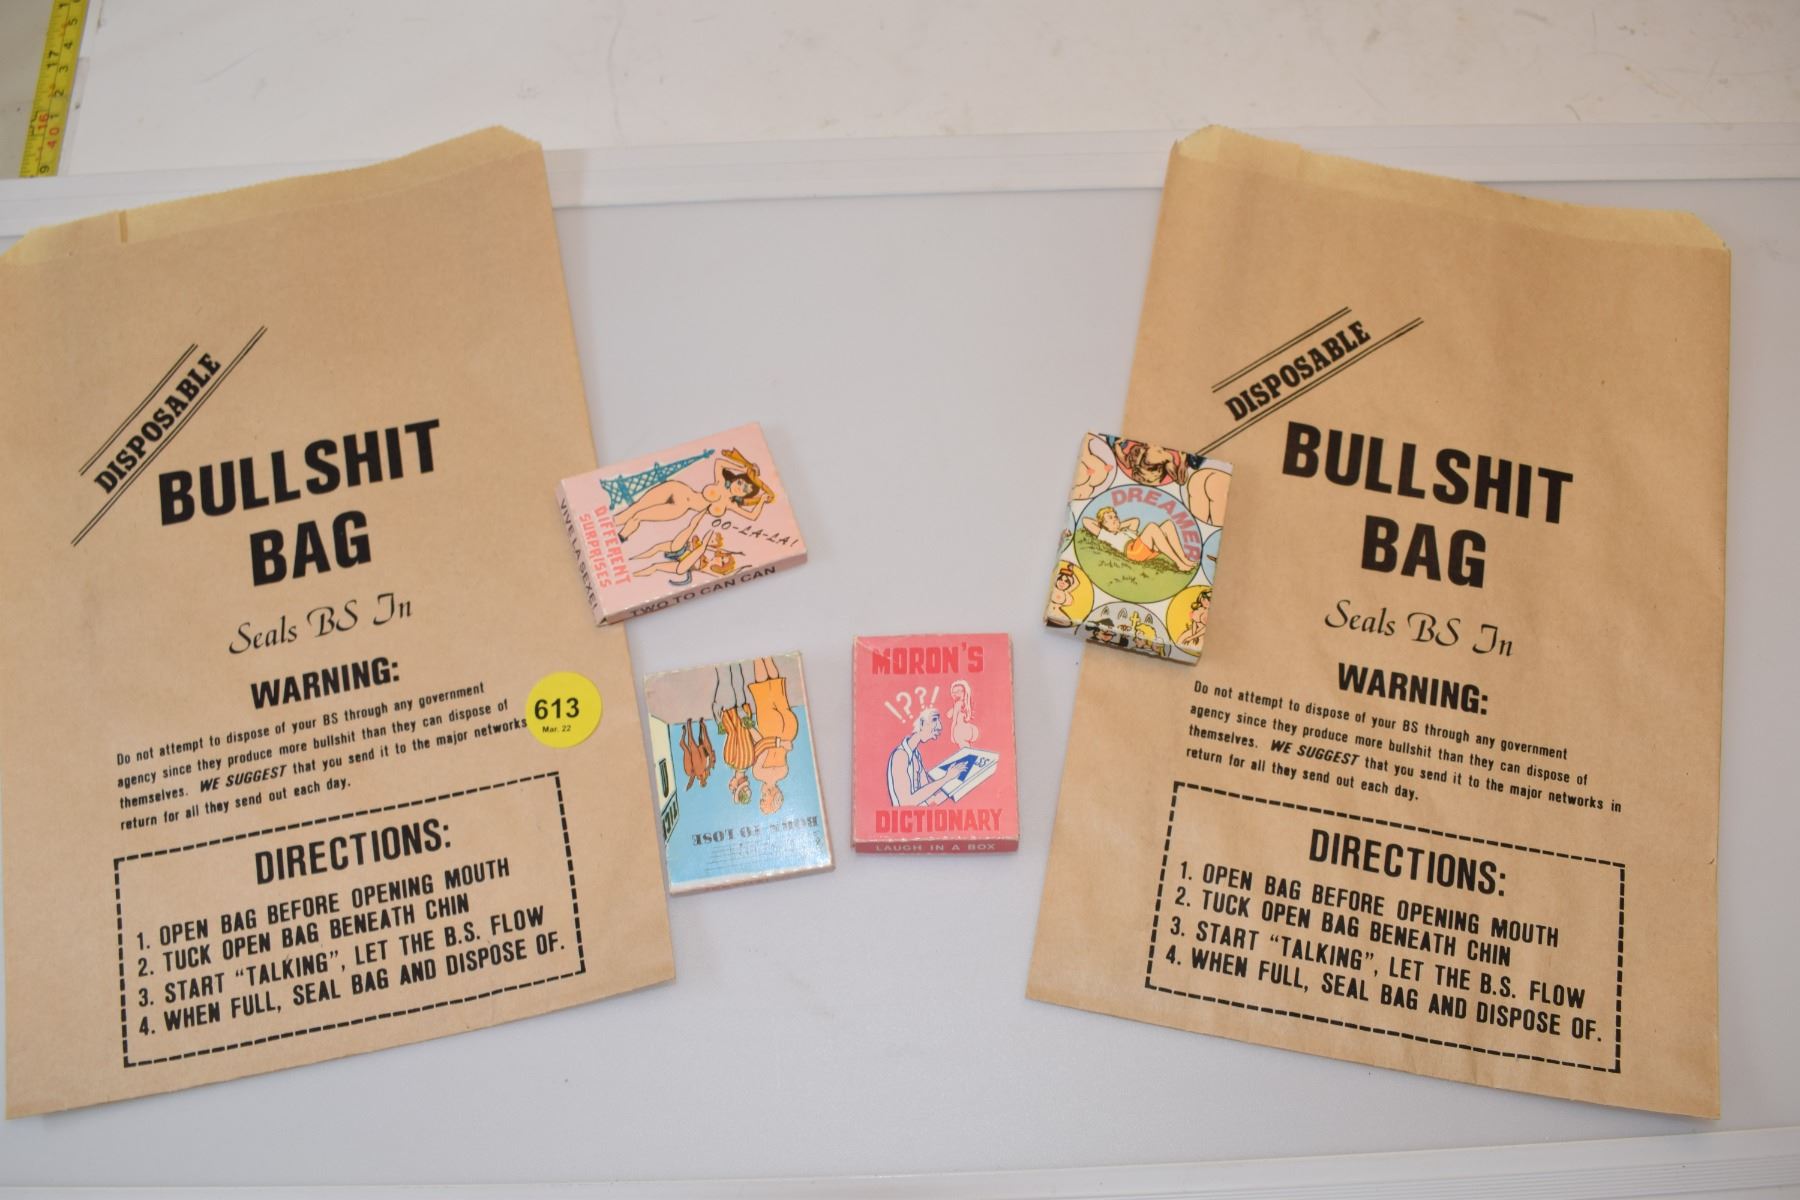 DISPOSABLE
BULLSHIT
BAG
Seals BS In
WARNING:
Do not attempt to dispose of your BS through any government
agency since they produce more bullshit than they can dispose of
themselves. WE SUGGEST that you send it to the major networks
return for all they send out each day.
DIRECTIONS:
1. OPEN BAG BEFORE OPENING MOUTH
2. TUCK OPEN BAG BENEATH CHIN
3. START “TALKING”, LET THE B.S. FLOW
4. WHEN FULL, SEAL BAG AND DISPOSE OF.
613
Mar. 22
DIFFERENT
SURPRISES
OO-LA-LA!
VIVE LA SEXE!
TWO TO CAN CAN
BORN TO LOSE
MORON'S
!??!
DICTIONARY
LAUGH IN A BOX
DREAMER
DISPOSABLE
BULLSHIT
BAG
Seals BS In
WARNING:
Do not attempt to dispose of your BS through any government
agency since they produce more bullshit than they can dispose of
themselves. WE SUGGEST that you send it to the major networks in
return for all they send out each day.
DIRECTIONS:
1. OPEN BAG BEFORE OPENING MOUTH
2. TUCK OPEN BAG BENEATH CHIN
3. START “TALKING”, LET THE B.S. FLOW
4. WHEN FULL, SEAL BAG AND DISPOSE OF.
17
16
5
4
3
2
1
40
9